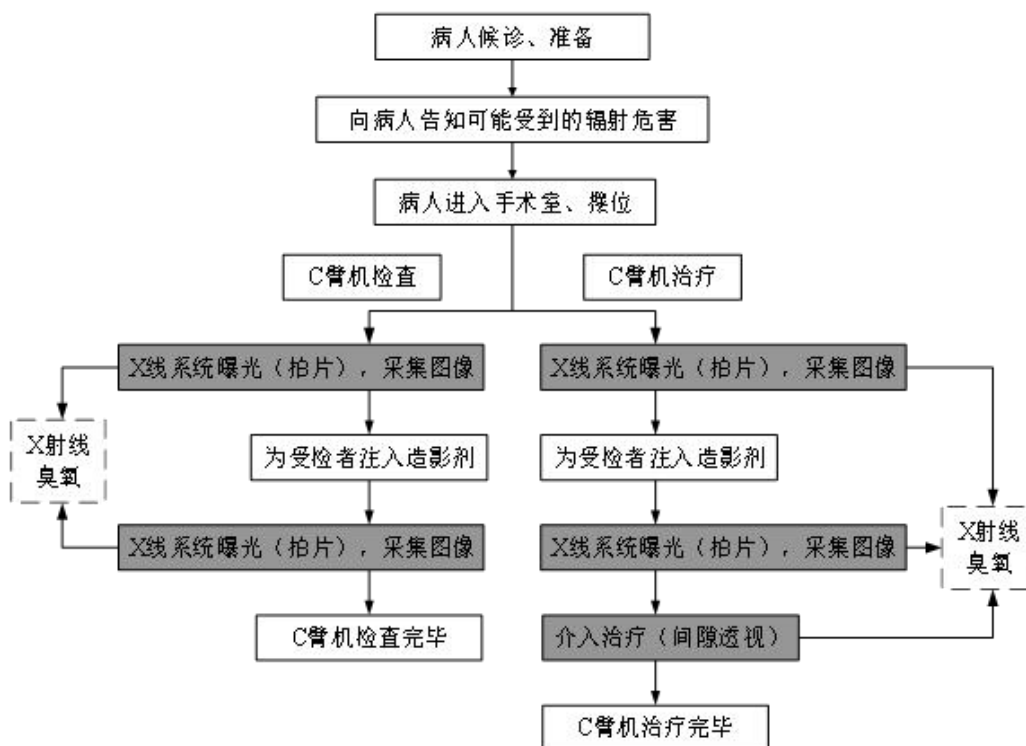 病人候诊、准备
向病人告知可能受到的辐射危害
病人进入手术室、摆位
C臂机检查
C臂机治疗
X线系统曝光（拍片），采集图像
X线系统曝光（拍片），采集图像
X射线
臭氧
为受检者注入造影剂
为受检者注入造影剂
X线系统曝光（拍片），采集图像
X线系统曝光（拍片），采集图像
X射线
臭氧
C臂机检查完毕
介入治疗（间隙透视）
C臂机治疗完毕